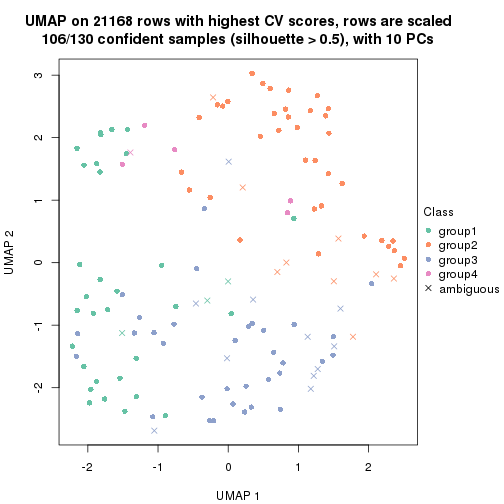 UMAP on 21168 rows with highest CV scores, rows are scaled
106/130 confident samples (silhouette > 0.5), with 10 PCs
3
2
1
0
-1
-2
UMAP 2
-2
-1
0
1
2
UMAP 1
Class
group1
group2
group3
group4
ambiguous